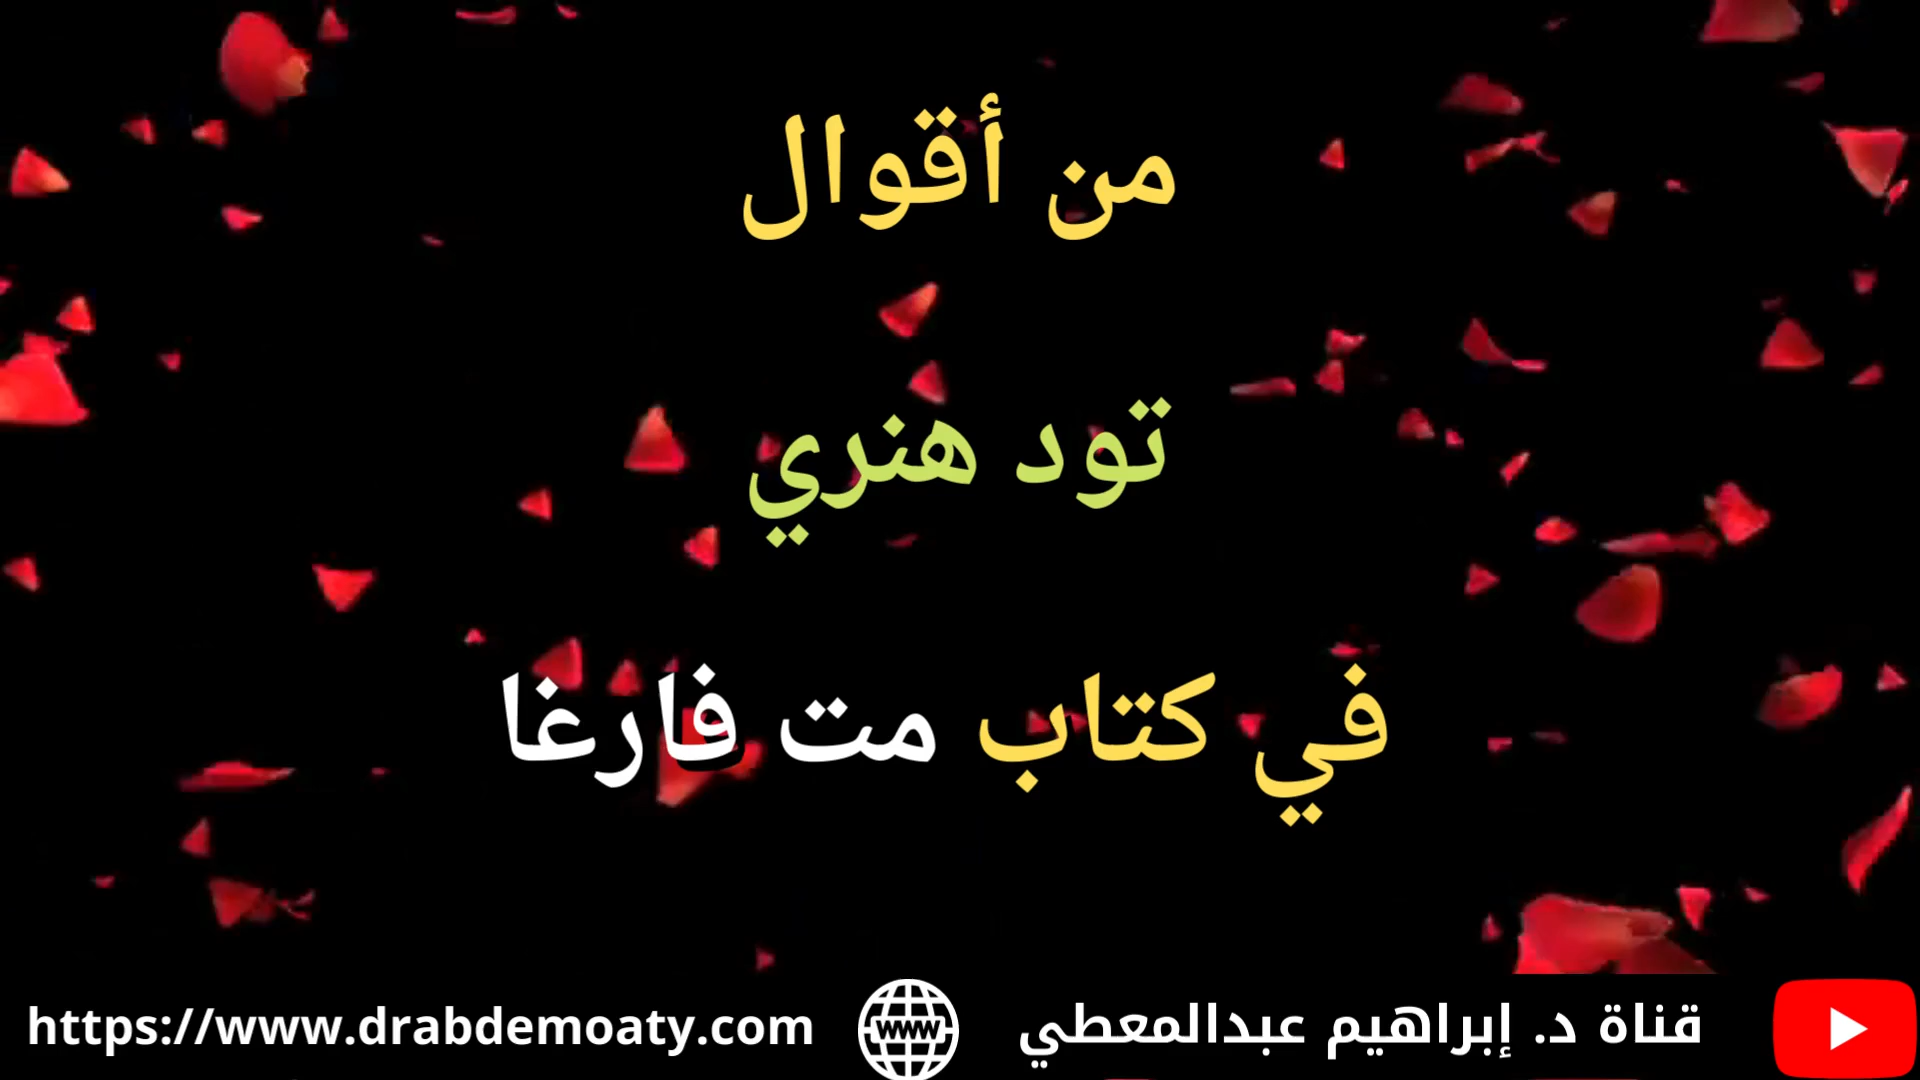 من أقوال
تود هنري
في كتاب مت فارغا
https://www.drabdemoaty.com
www
قناة د. إبراهيم عبدالمعطي